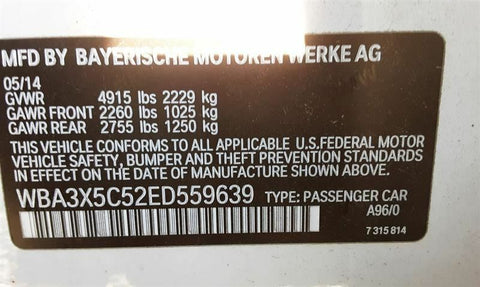 MFD BY BAYERISCHE MOTOREN WERKE AG
05/14
GVWR 4915 lbs 2229 kg
GAWR FRONT 2260 lbs 1025 kg
GAWR REAR 2755 lbs 1250 kg
THIS VEHICLE CONFORMS TO ALL APPLICABLE U.S.FEDERAL MOTOR
VEHICLE SAFETY, BUMPER AND THEFT PREVENTION STANDARDS
IN EFFECT ON THE DATE OF MANUFACTURE SHOWN ABOVE.
WBA3X5C52ED559639 TYPE: PASSENGER CAR
A96/0
7 315 814